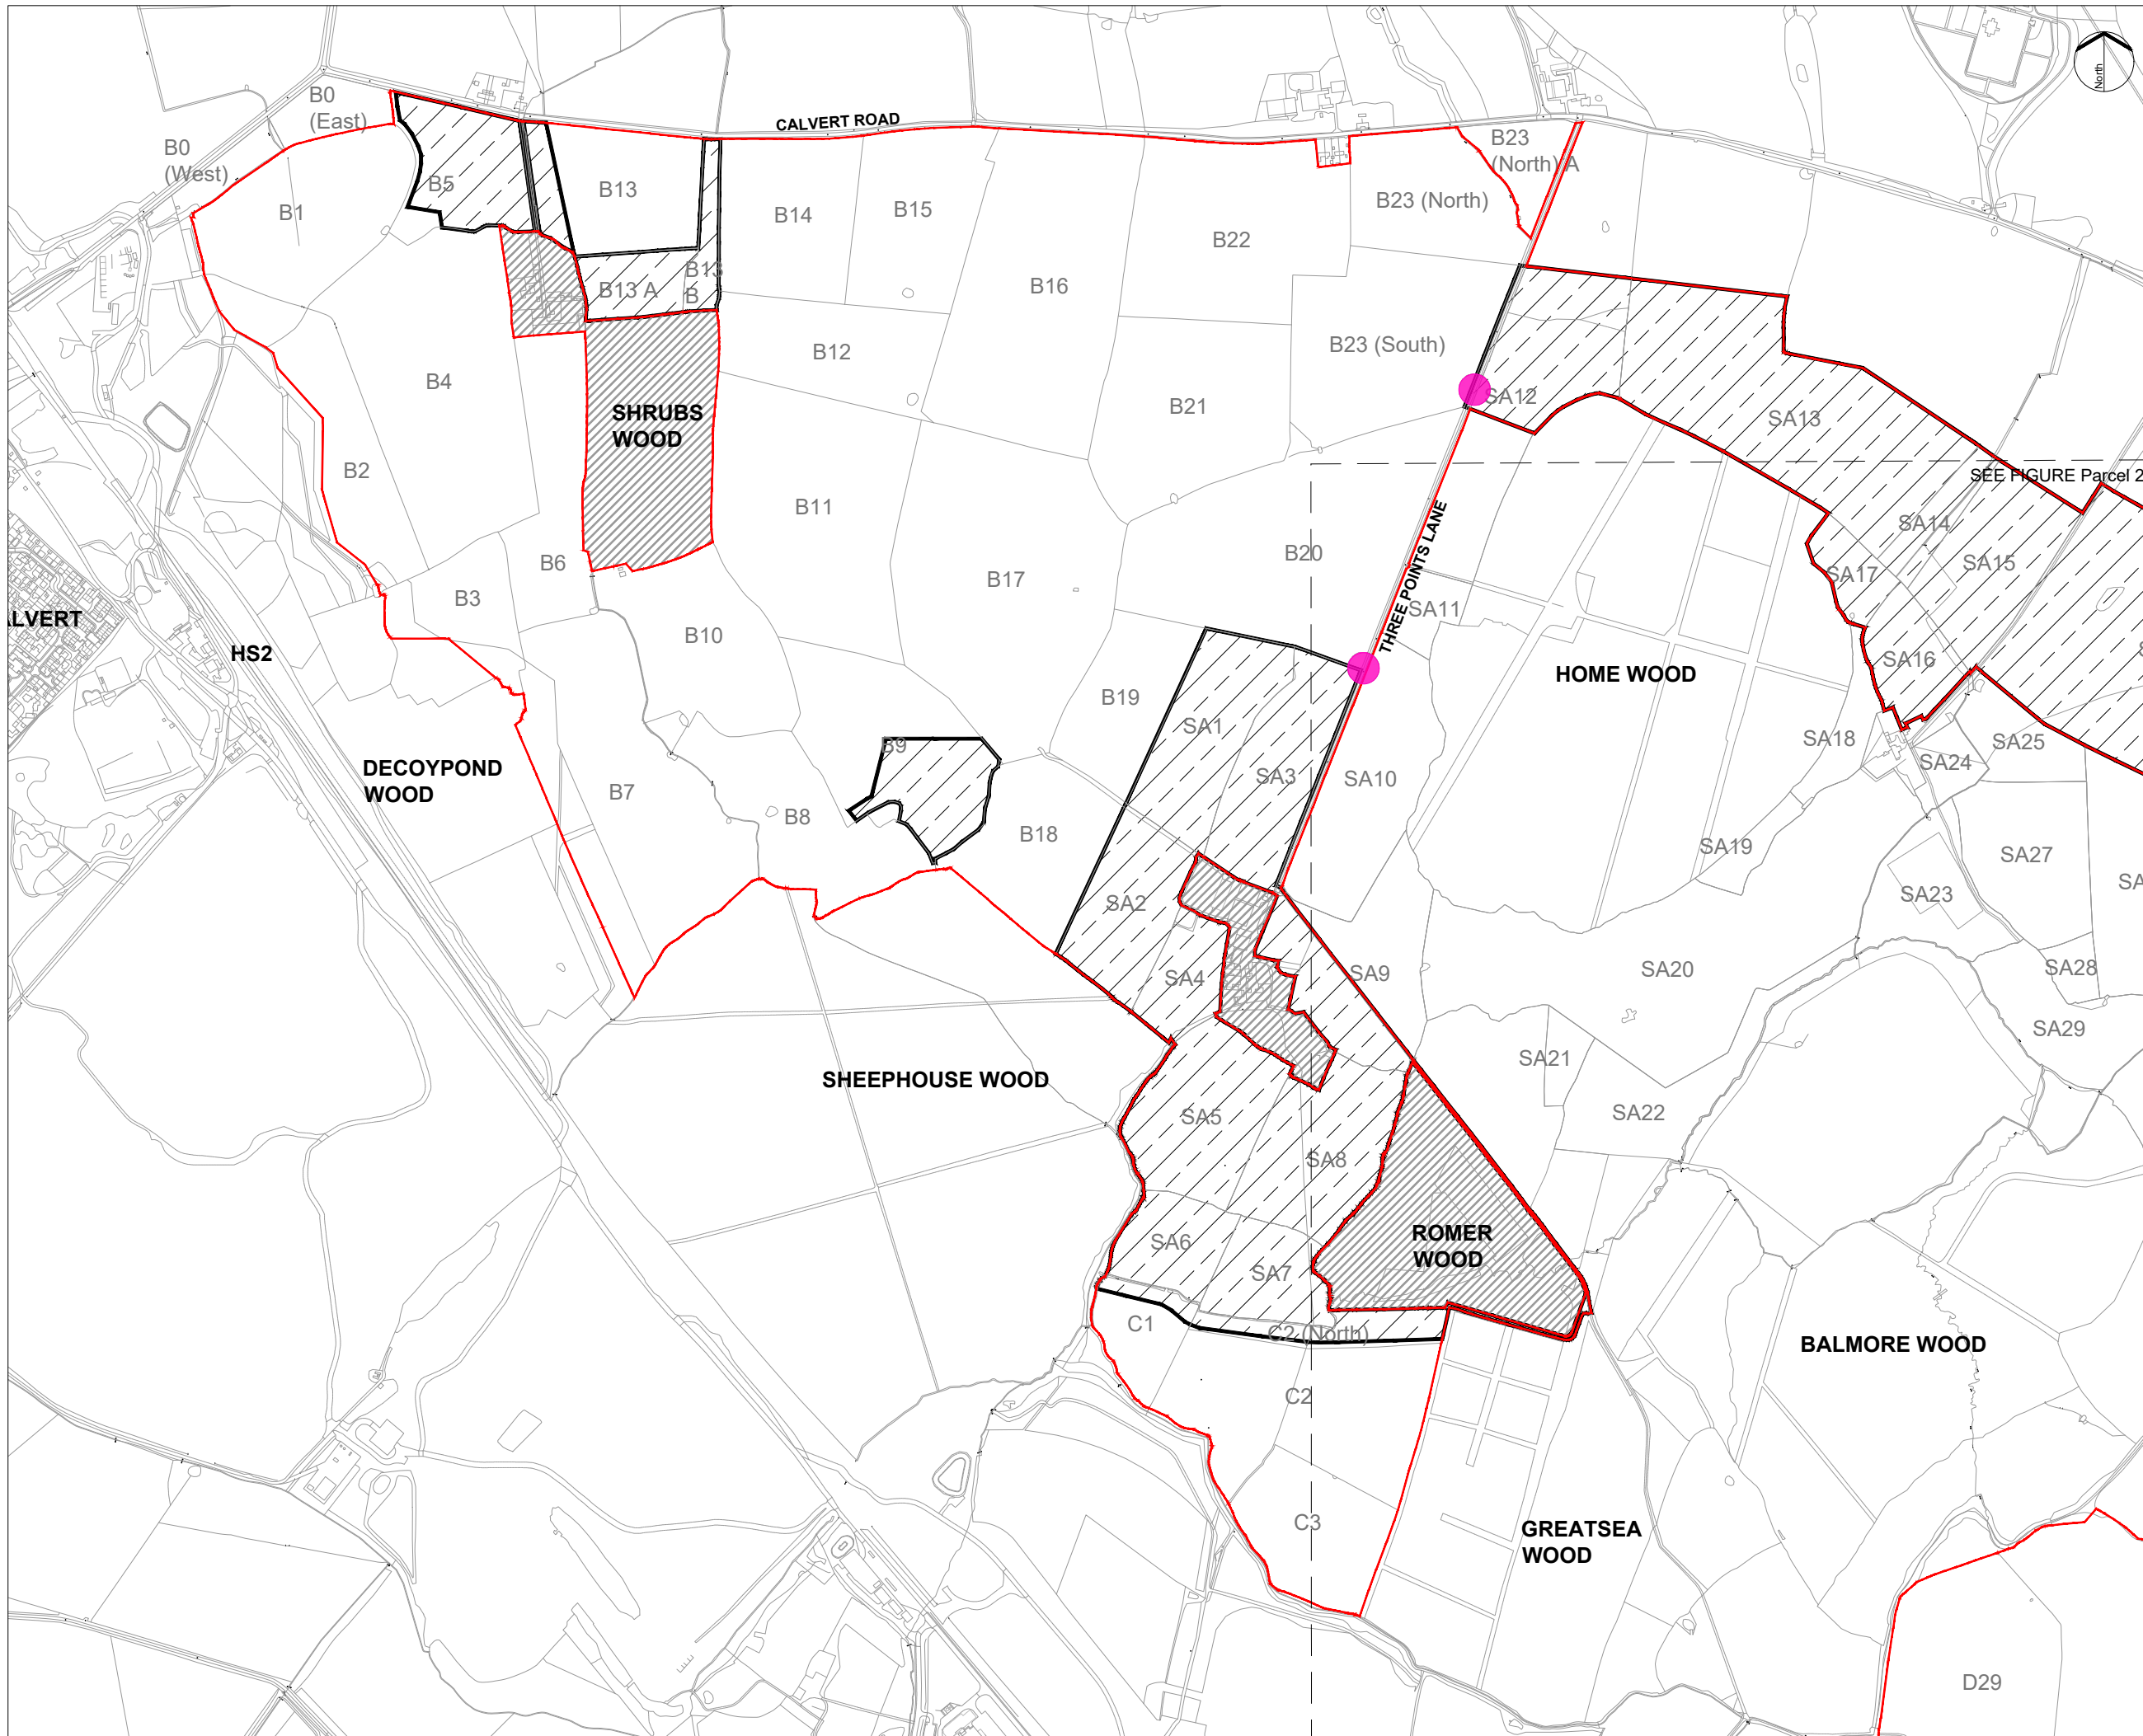 North
CALVERT ROAD
B0
(East)
B0
(West)
B1
B5
B13
B14
B15
B16
B22
B23 (North)
B23
(North) A
B13 A
B13
B
B12
B23 (South)
B21
SA12
SA13
SEE FIGURE Parcel 2
B4
SHRUBS
WOOD
B2
B11
B20
THREE POINTS LANE
SA14
SA15
SA17
B6
B3
B17
SA11
B10
HOME WOOD
SA16
LVERT
HS2
B19
SA1
SA3
SA10
SA18
SA25
SA24
DECOYPOND
WOOD
B7
B9
B8
B18
SA19
SA27
SA
SA23
SA2
SA4
SA9
SA20
SA28
SA29
SHEEPHOUSE WOOD
SA5
SA8
SA21
SA22
SA6
SA7
ROMER
WOOD
C1
C2 (North)
BALMORE WOOD
C2
C3
GREATSEA
WOOD
D29